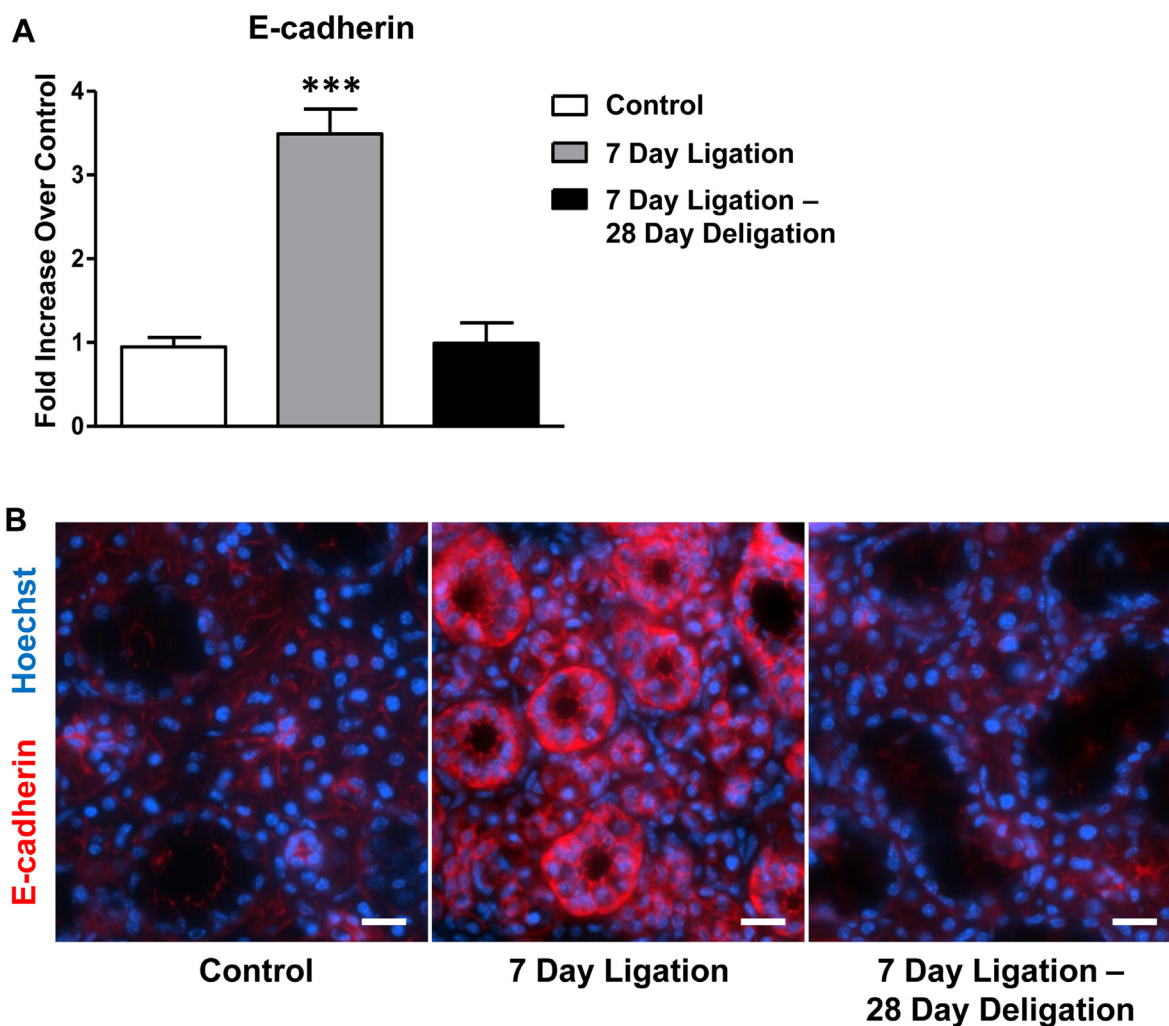 A
E-cadherin
Fold Increase Over Control
4
3
2
1
0
***
Control
7 Day Ligation
7 Day Ligation –
28 Day Deligation
B
E-cadherin Hoechst
Control
7 Day Ligation
7 Day Ligation –
28 Day Deligation